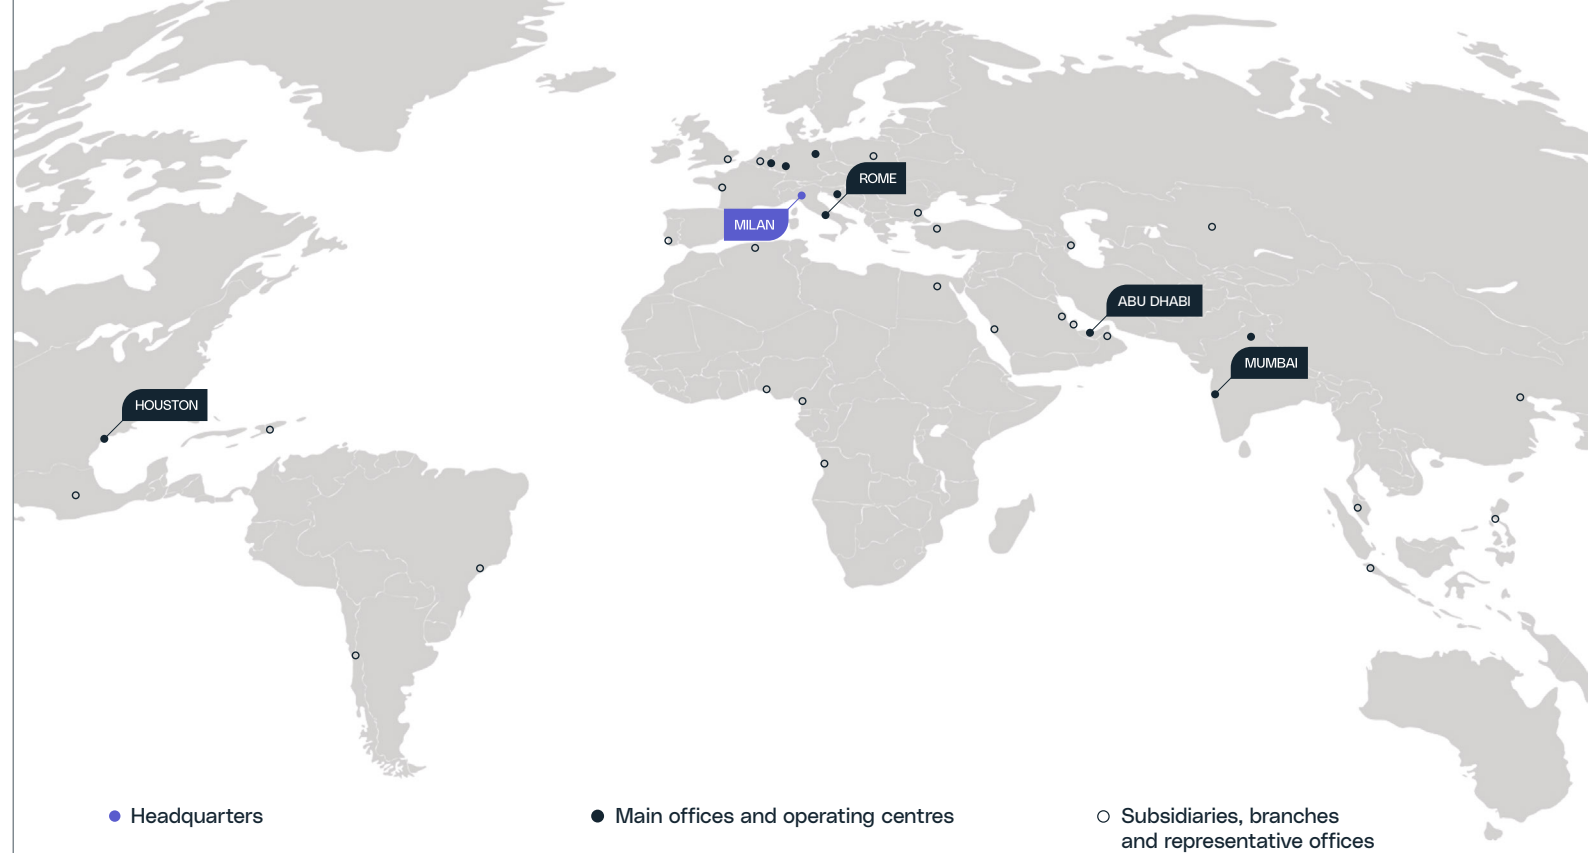 ROME
MILAN
ABU DHABI
MUMBAI
HOUSTON
Headquarters
Main offices and operating centres
Subsidiaries, branches
and representative offices